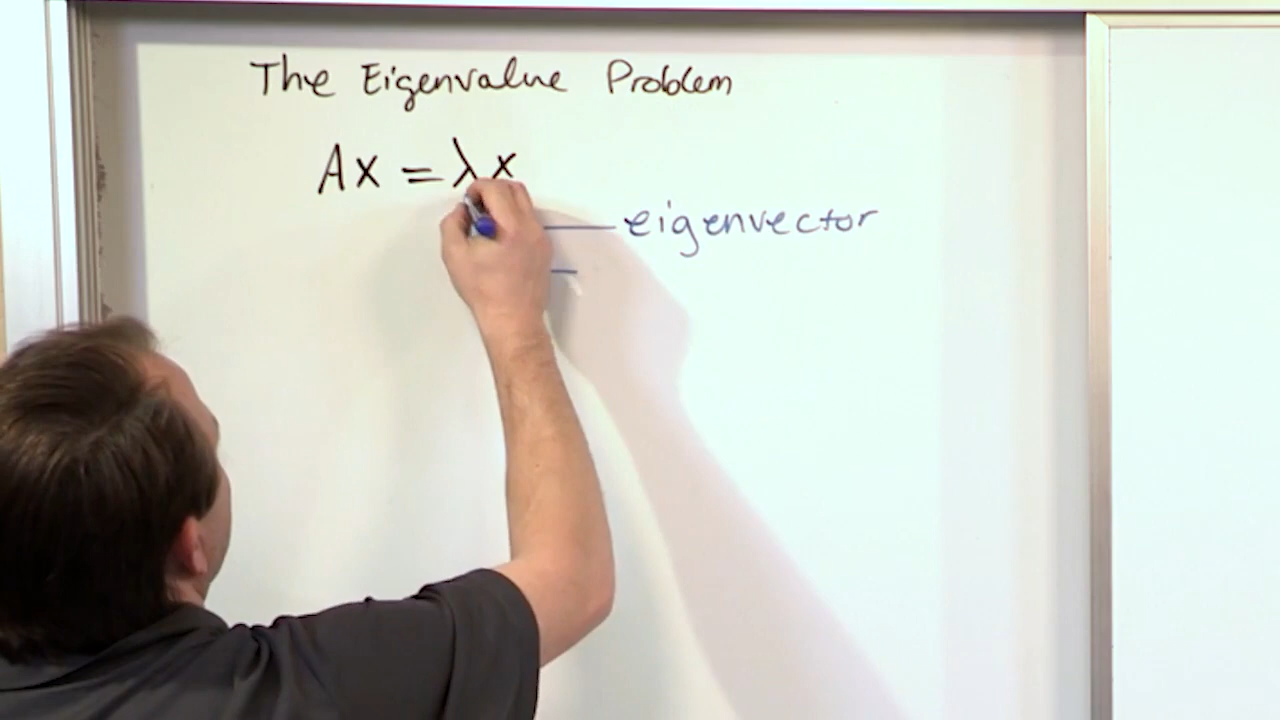 The Eigenvalue Problem
Ax = λx
eigenvector